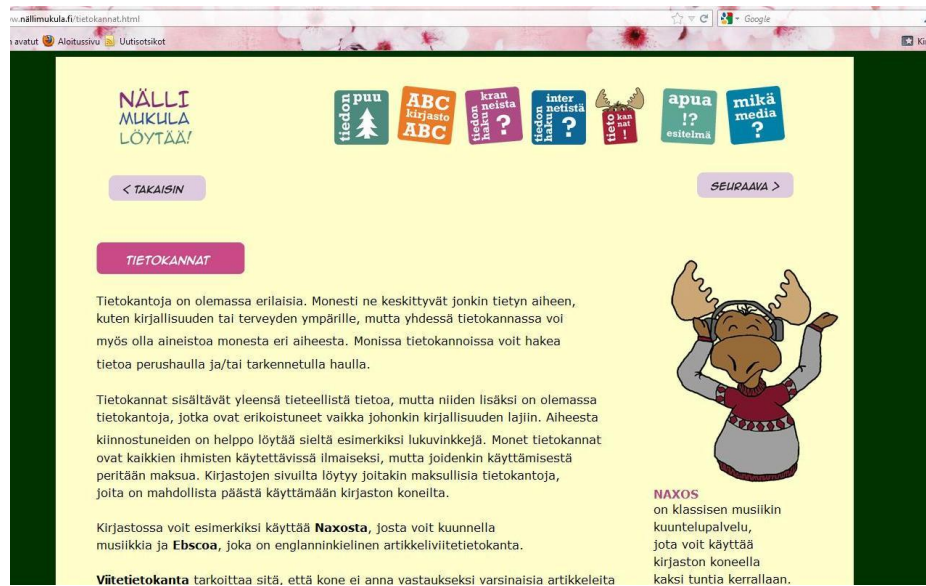 w.nällimukula.fi/tietokannat.html
Google
n avatut Aloitussivu Uutisotsikot
Ki
NÄLLI
MUKULA
LÖYTÄÄ!
tiedon puu
ABC
kirjasto
ABC
tiedon haku kran neista ?
tiedon haku inter netistä ?
tieto kan nat !
apua
!?
esitelmä
mikä
media
?
< TAKAISIN
SEURAAVA >
TIETOKANNAT
Tietokantoja on olemassa erilaisia. Monesti ne keskittyvät jonkin tietyn aiheen,
kuten kirjallisuuden tai terveyden ympärille, mutta yhdessä tietokannassa voi
myös olla aineistoa monesta eri aiheesta. Monissa tietokannoissa voit hakea
tietoa perushaulla ja/tai tarkennetulla haulla.
Tietokannat sisältävät yleensä tieteellistä tietoa, mutta niiden lisäksi on olemassa
tietokantoja, jotka ovat erikoistuneet vaikka johonkin kirjallisuuden lajiin. Aiheesta
kiinnostuneiden on helppo löytää sieltä esimerkiksi lukuvinkkejä. Monet tietokannat
ovat kaikkien ihmisten käytettävissä ilmaiseksi, mutta joidenkin käyttämisestä
peritään maksua. Kirjastojen sivuilta löytyy joitakin maksullisia tietokantoja,
joita on mahdollista päästä käyttämään kirjaston koneilta.
Kirjastossa voit esimerkiksi käyttää Naxosta, josta voit kuunnella
musiikkia ja Ebscoa, joka on englanninkielinen artikkeliviitetietokanta.
Viitetietokanta tarkoittaa sitä, että kone ei anna vastaukseksi varsinaisia artikkeleita
NAXOS
on klassisen musiikin
kuuntelupalvelu,
jota voit käyttää
kirjaston koneella
kaksi tuntia kerrallaan.